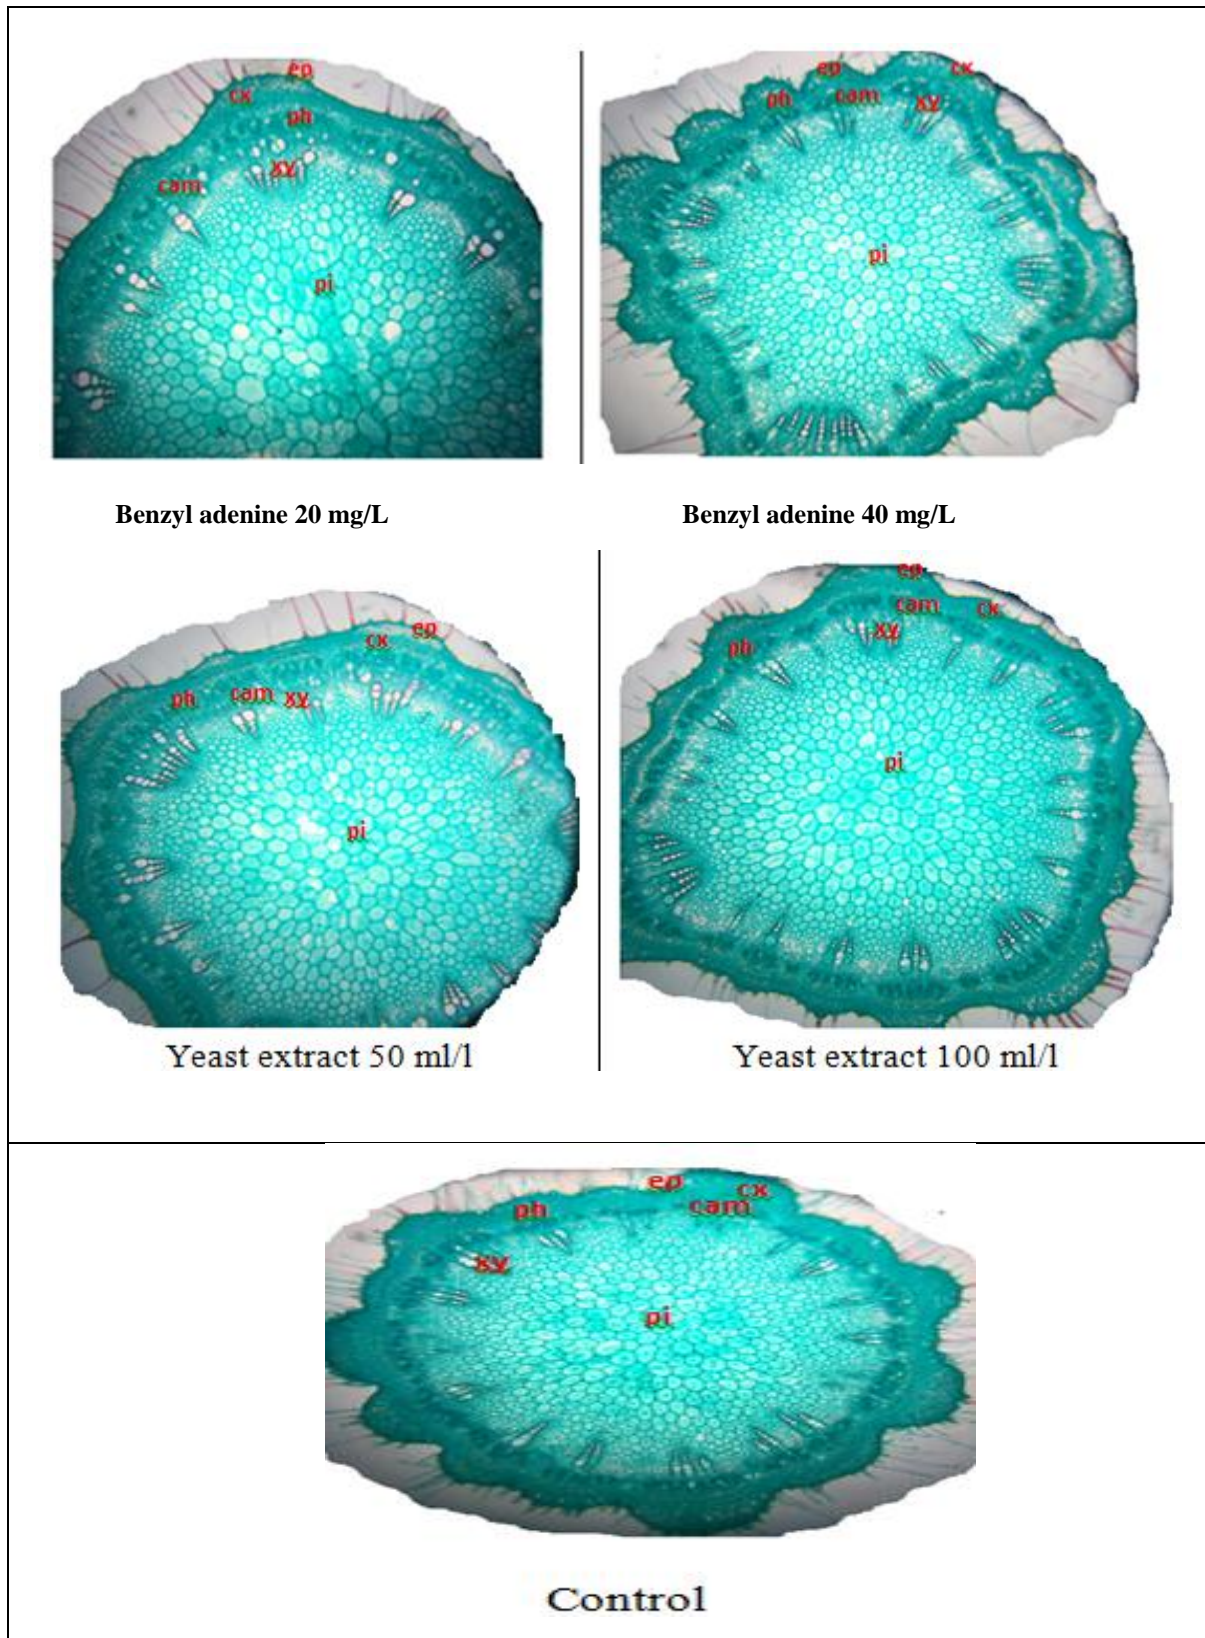 ep
cx
ph
xy
cam
pi
ep
cx
ph
cam
xy
pi
Benzyl adenine 20 mg/L
Benzyl adenine 40 mg/L
ep
cx
ph
cam
xy
pi
ep
cam
cx
xy
ph
pi
Yeast extract 50 ml/l
Yeast extract 100 ml/l
ep
cx
ph
cam
xy
pi
Control